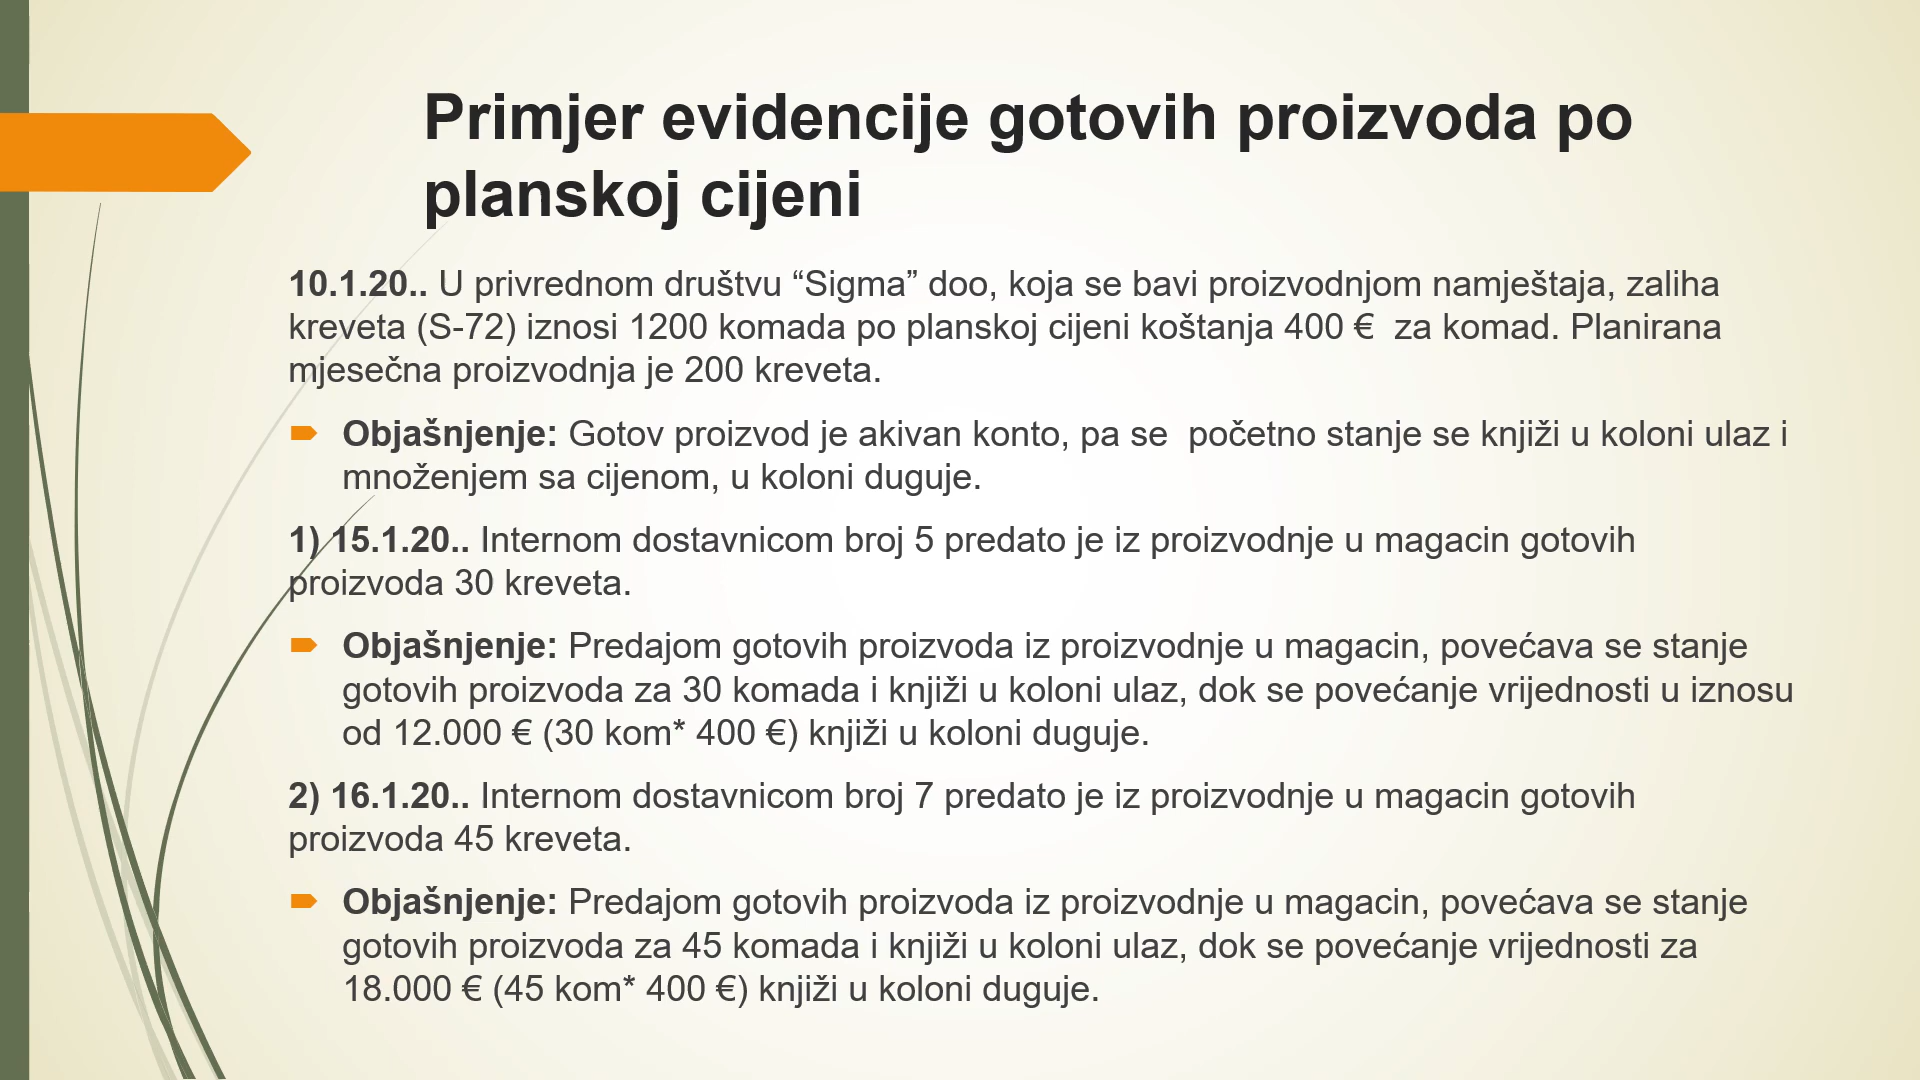 Primjer evidencije gotovih proizvoda po
planskoj cijeni
10.1.20.. U privrednom društvu “Sigma” doo, koja se bavi proizvodnjom namještaja, zaliha
kreveta (S-72) iznosi 1200 komada po planskoj cijeni koštanja 400 €  za komad. Planirana
mjesečna proizvodnja je 200 kreveta.
Objašnjenje: Gotov proizvod je akivan konto, pa se  početno stanje se knjiži u koloni ulaz i
množenjem sa cijenom, u koloni duguje.
1) 15.1.20.. Internom dostavnicom broj 5 predato je iz proizvodnje u magacin gotovih
proizvoda 30 kreveta.
Objašnjenje: Predajom gotovih proizvoda iz proizvodnje u magacin, povećava se stanje
gotovih proizvoda za 30 komada i knjiži u koloni ulaz, dok se povećanje vrijednosti u iznosu
od 12.000 € (30 kom* 400 €) knjiži u koloni duguje.
2) 16.1.20.. Internom dostavnicom broj 7 predato je iz proizvodnje u magacin gotovih
proizvoda 45 kreveta.
Objašnjenje: Predajom gotovih proizvoda iz proizvodnje u magacin, povećava se stanje
gotovih proizvoda za 45 komada i knjiži u koloni ulaz, dok se povećanje vrijednosti za
18.000 € (45 kom* 400 €) knjiži u koloni duguje.